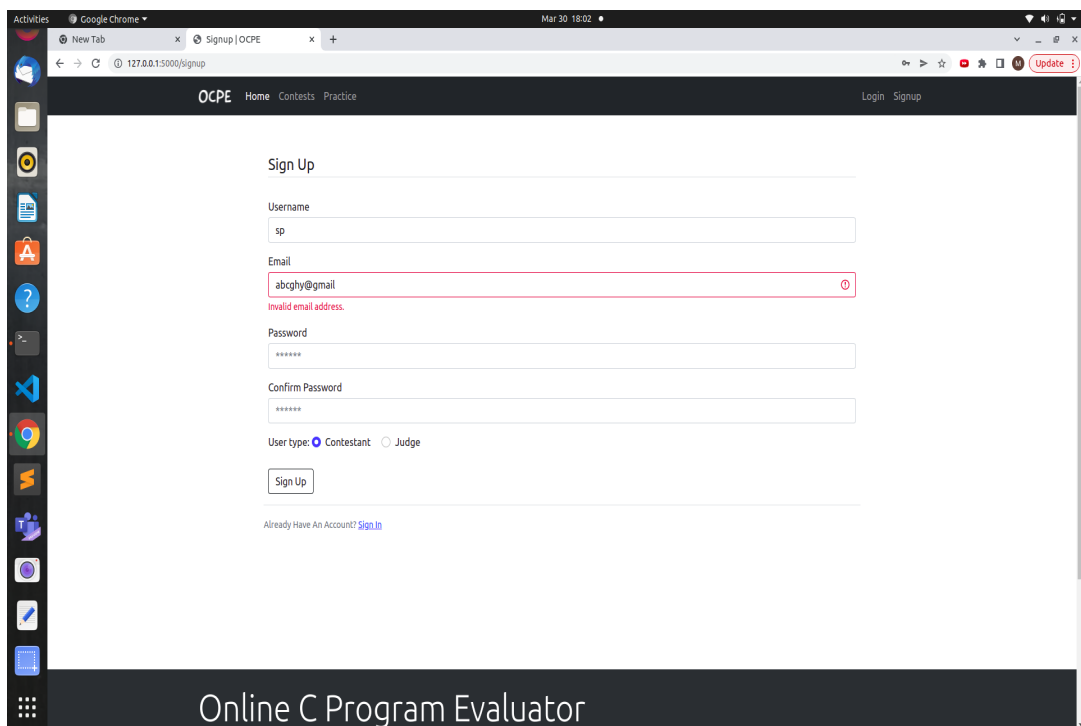 Activities Google Chrome Mar 30 18:02
New Tab x Signup | OCPE x +
127.0.0.1:5000/signup M Update
OCPE Home Contests Practice Login Signup
Sign Up
Username
sp
Email
abcghy@gmail
Invalid email address.
Password
******
Confirm Password
******
User type: Contestant Judge
Sign Up
Already Have An Account? Sign In
Online C Program Evaluator